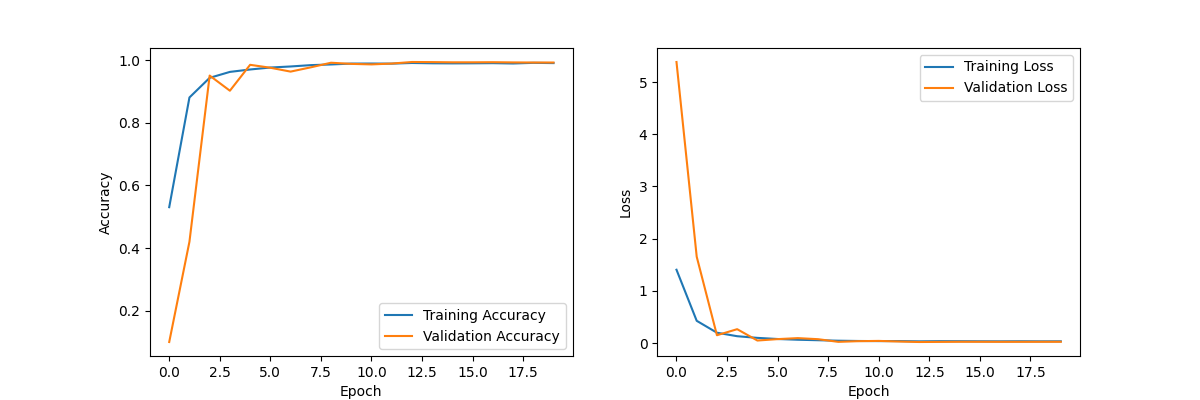 1.0
0.8
0.6
0.4
0.2
Accuracy
0.0 2.5 5.0 7.5 10.0 12.5 15.0 17.5
Epoch
Training Accuracy
Validation Accuracy
5
4
3
2
1
0
Loss
0.0 2.5 5.0 7.5 10.0 12.5 15.0 17.5
Epoch
Training Loss
Validation Loss